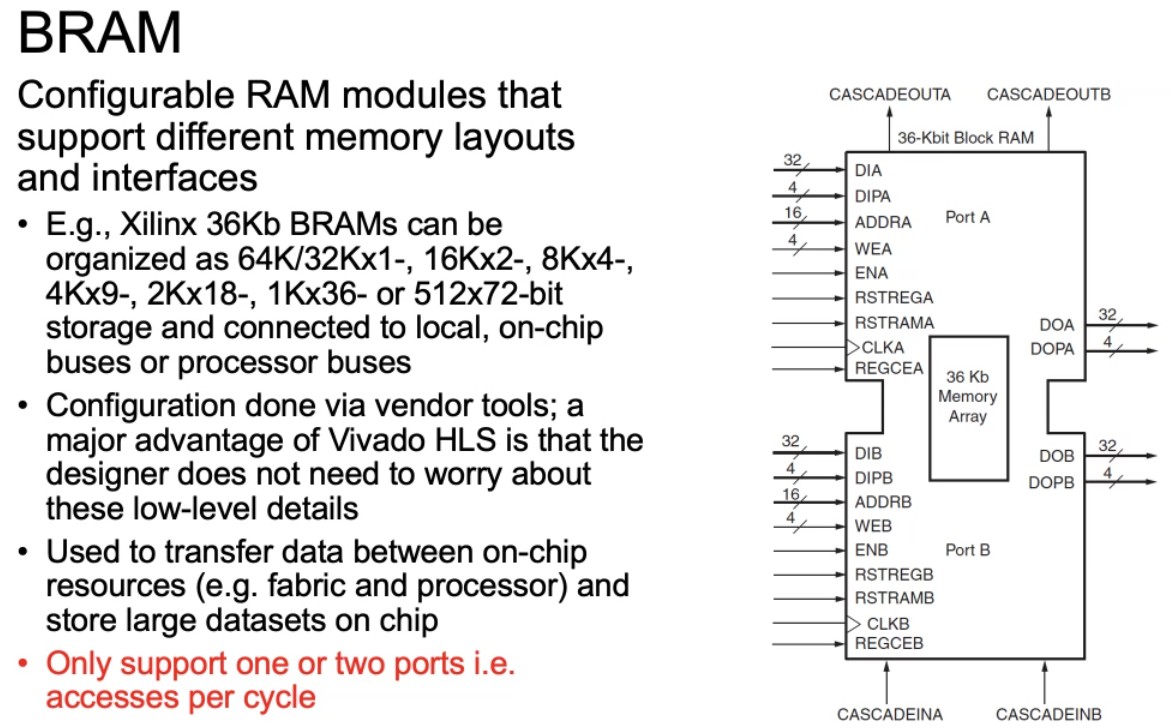 BRAM
Configurable RAM modules that
support different memory layouts
and interfaces
• E.g., Xilinx 36Kb BRAMs can be
organized as 64K/32Kx1-, 16Kx2-, 8Kx4-,
4Kx9-, 2Kx18-, 1Kx36- or 512x72-bit
storage and connected to local, on-chip
buses or processor buses
• Configuration done via vendor tools; a
major advantage of Vivado HLS is that the
designer does not need to worry about
these low-level details
• Used to transfer data between on-chip
resources (e.g. fabric and processor) and
store large datasets on chip
• Only support one or two ports i.e.
accesses per cycle
CASCADEOUTA CASCADEOUTB
36-Kbit Block RAM
32 DIA
4 DIPA
16 ADDRA Port A
4 WEA
ENA
RSTREGA
RSTRAMA DOA 32
CLKA DOPA 4
REGCEA
36 Kb
Memory
Array
32 DIB DOB 32
4 DIPB DOPB 4
16 ADDRB
4 WEB
ENB Port B
RSTREGB
RSTRAMB
CLKB
REGCEB
CASCADEINA CASCADEINB